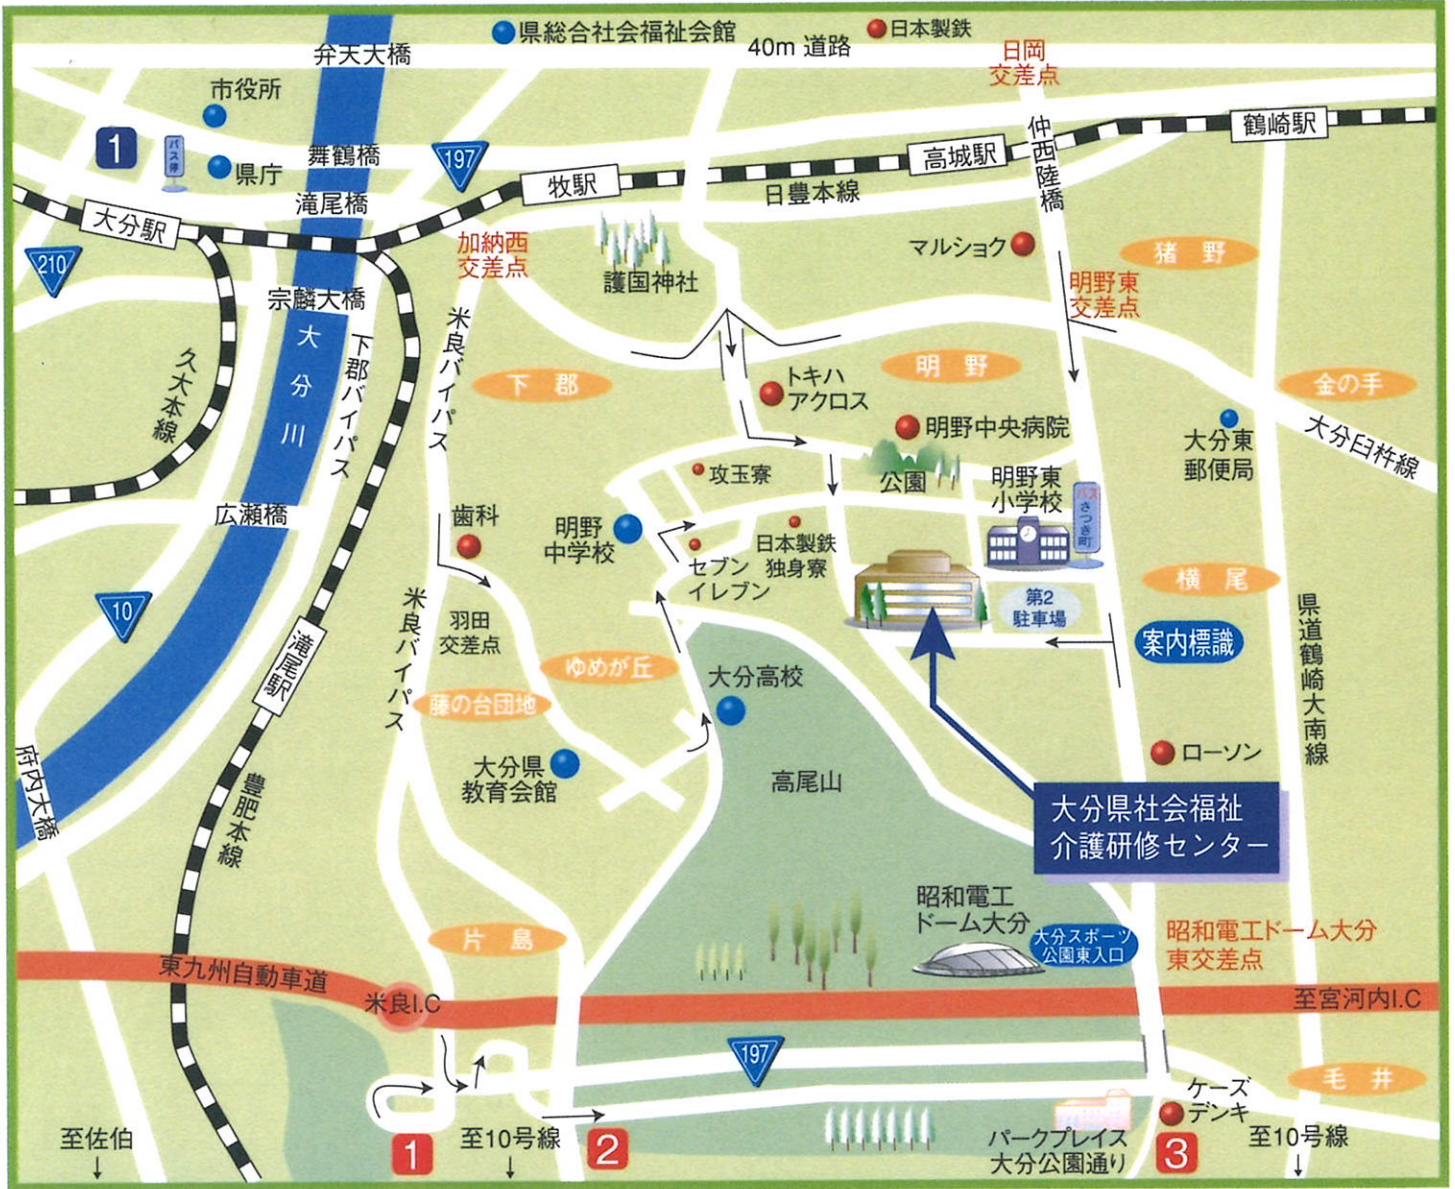 県総合社会福祉会館
日本製鉄
40m 道路
弁天大橋
日岡
交差点
市役所
1
バス停
県庁
舞鶴橋
197
仲西陸橋
鶴崎駅
高城駅
牧駅
日豊本線
滝尾橋
大分駅
加納西
交差点
護国神社
マルショク
猪野
210
宗麟大橋
明野東
交差点
大分川
下郡バイパス
米良バイパス
久大本線
下郡
トキハ
アクロス
明野
金の手
明野中央病院
大分東
郵便局
大分臼杵線
攻玉寮
公園
明野東
小学校
バス
さつき町
広瀬橋
歯科
明野
中学校
日本製鉄
独身寮
セブン
イレブン
横尾
10
米良バイパス
羽田
交差点
第2
駐車場
案内標識
県道鶴崎大南線
滝尾駅
ゆめが丘
大分高校
藤の台団地
ローソン
府内大橋
豊肥本線
大分県
教育会館
高尾山
大分県社会福祉
介護研修センター
昭和電工
ドーム大分
大分スポーツ
公園東入口
昭和電工ドーム大分
東交差点
片島
東九州自動車道
米良I.C
至宮河内I.C
197
毛井
ケーズ
デンキ
至佐伯
1
至10号線
2
パークプレイス
大分公園通り
3
至10号線